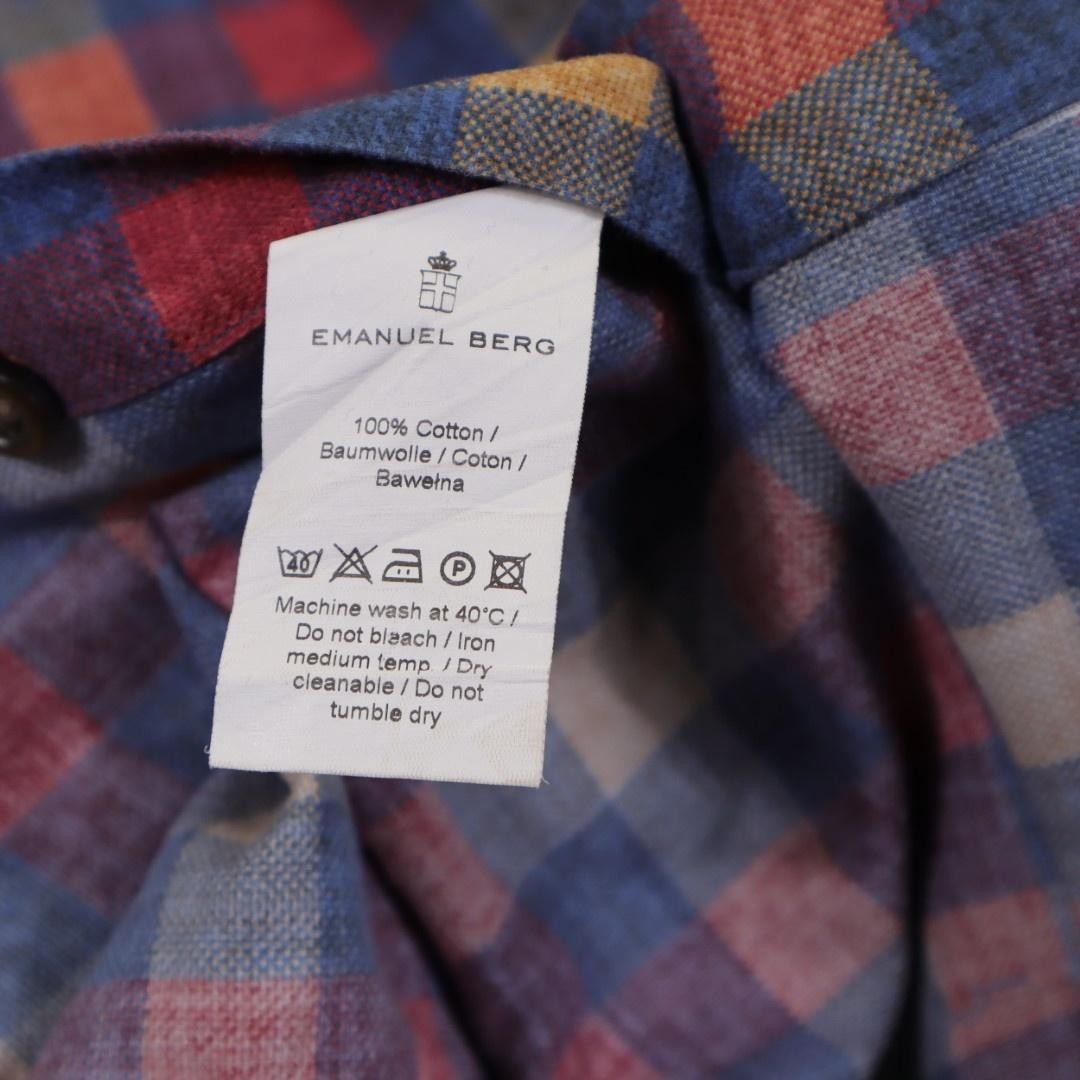 EMANUEL BERG
100% Cotton /
Baumwolle / Coton /
Bawełna
40 P
Machine wash at 40°C /
Do not bleach / Iron
medium temp. / Dry
cleanable / Do not
tumble dry